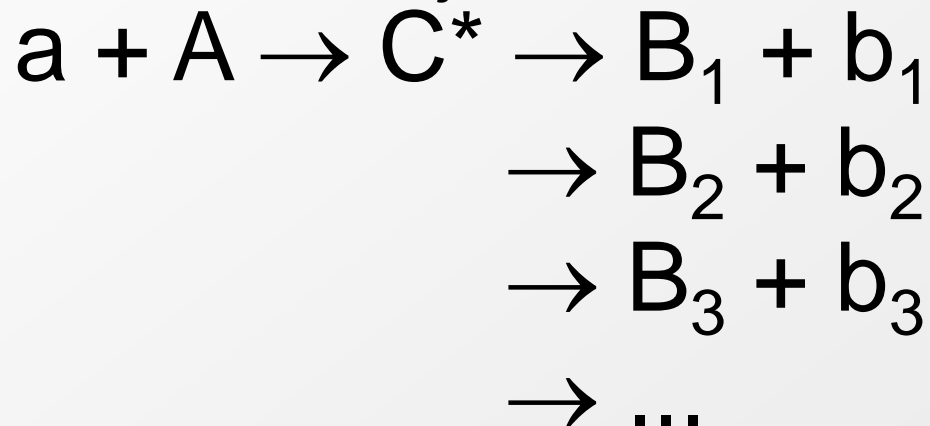 a + A → C* → B₁ + b₁
→ B₂ + b₂
→ B₃ + b₃
→ ...